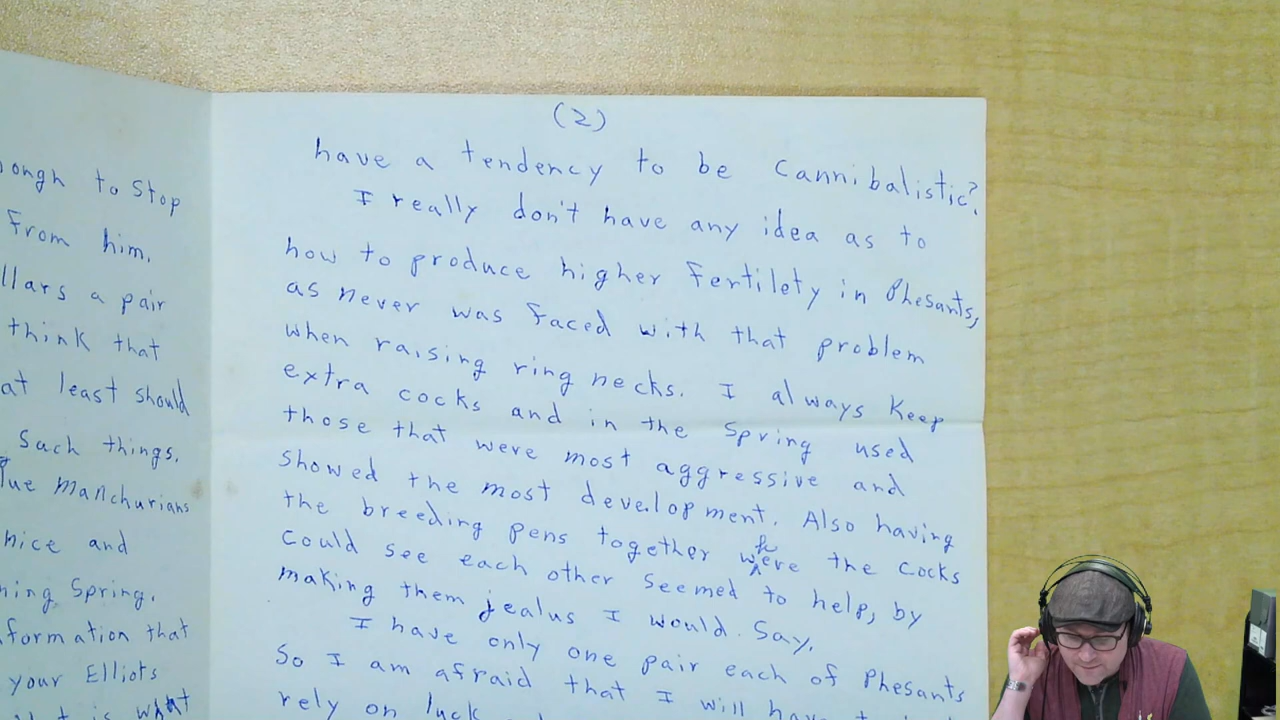 to stop
From him.
a pair
think that
at least should
Such things.
Manchurians
nice and
Spring.
that
your Elliots
is what
(2)
have a tendency to be Cannibalistic?
I really don't have any idea as to
how to produce higher Fertilety in Phesants,
as never was faced with that problem
when raising ring necks. I always Keep
extra cocks and in the Spring used
those that were most aggressive and
showed the most development. Also having
the breeding pens together where the cocks
could see each other seemed to help, by
making them jealus I would say.
I have only one pair each of Phesants
So I am afraid that I will have
rely on luck